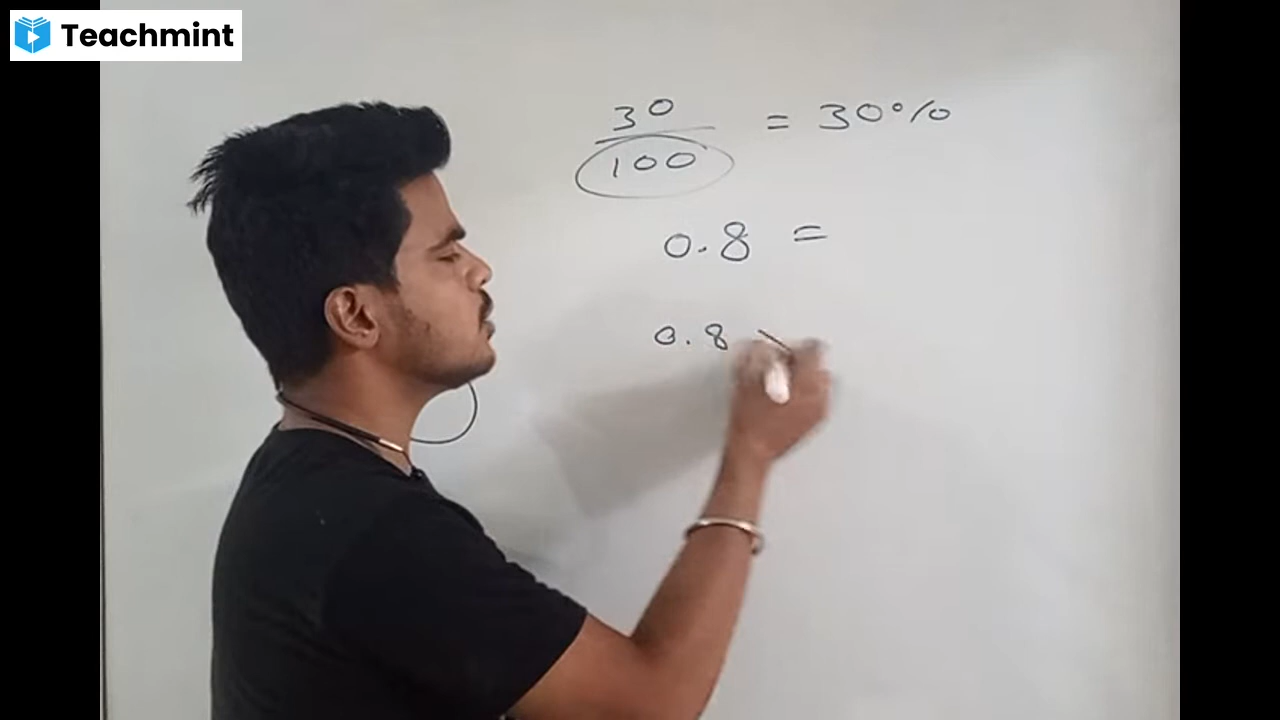 Teachmint
30/100 = 30%
0.8 =
0.8